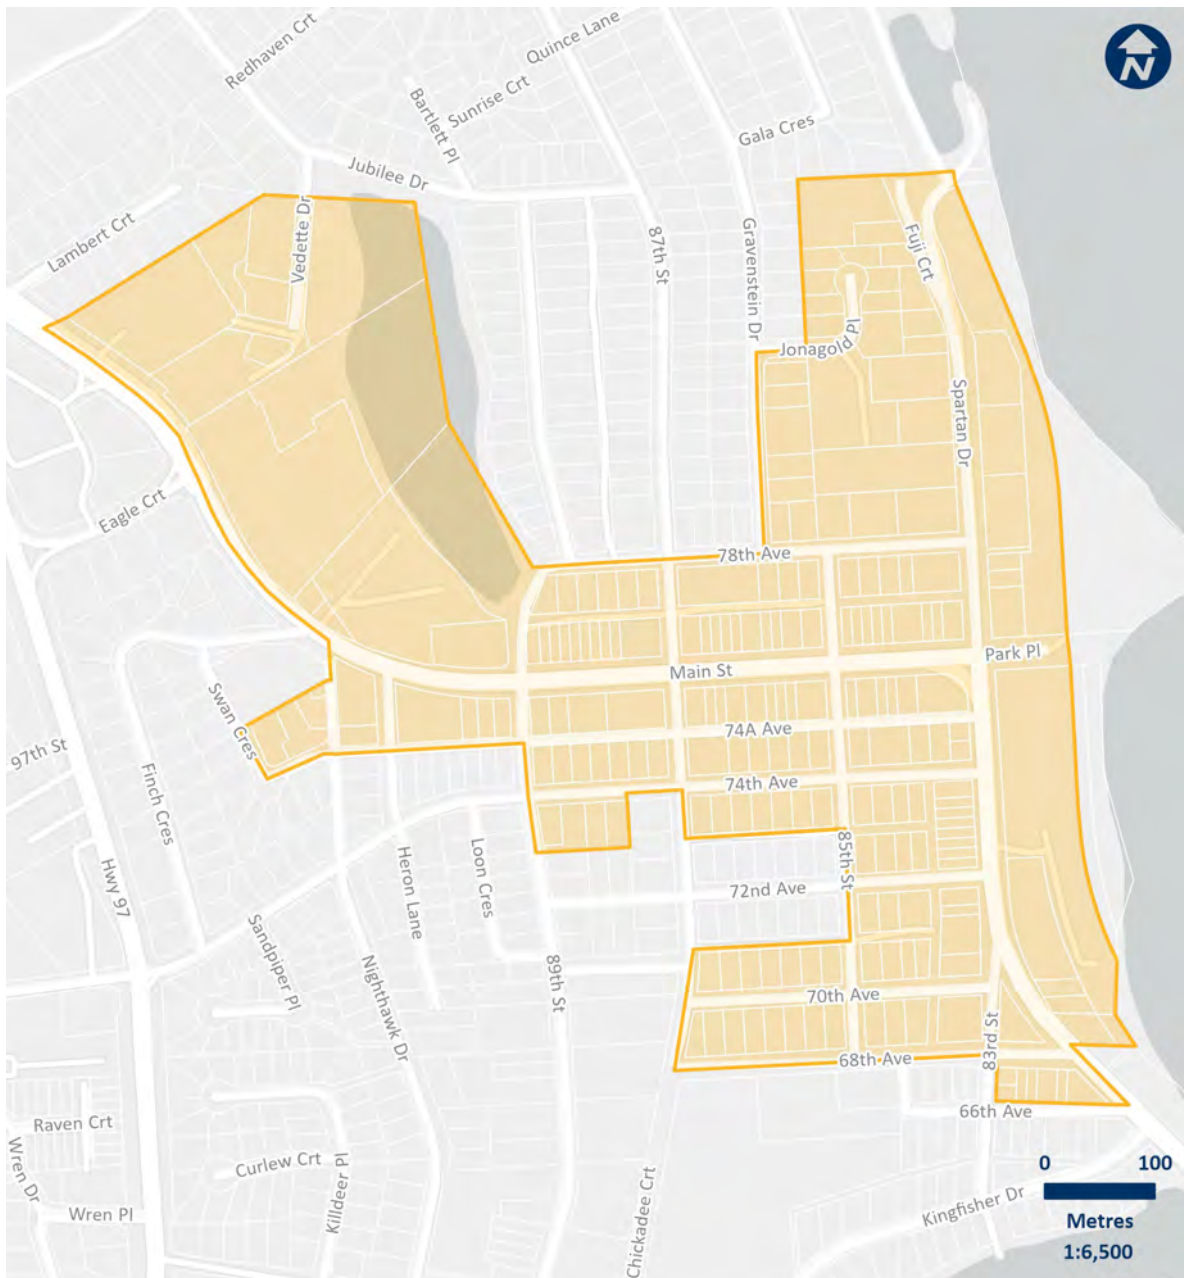 N
Redhaven Crt
Quince Lane
Sunrise Crt
Bartlett Pl
Gala Cres
Jubilee Dr
Lambert Crt
Vedette Dr
87th St
Gravenstein Dr
Fuji Crt
Jonagold Pl
Spartan Dr
Eagle Crt
78th Ave
Park Pl
Main St
Swan Cres
74A Ave
97th St
74th Ave
Finch Cres
85th St
Hwy 97
Heron Lane
Loon Cres
72nd Ave
Sandpiper Pl
Nighthawk Dr
89th St
70th Ave
83rd St
68th Ave
66th Ave
Raven Crt
Wren Dr
Curlew Crt
Killdeer Pl
Wren Pl
Chickadee Crt
Kingfisher Dr
0 100
Metres
1:6,500